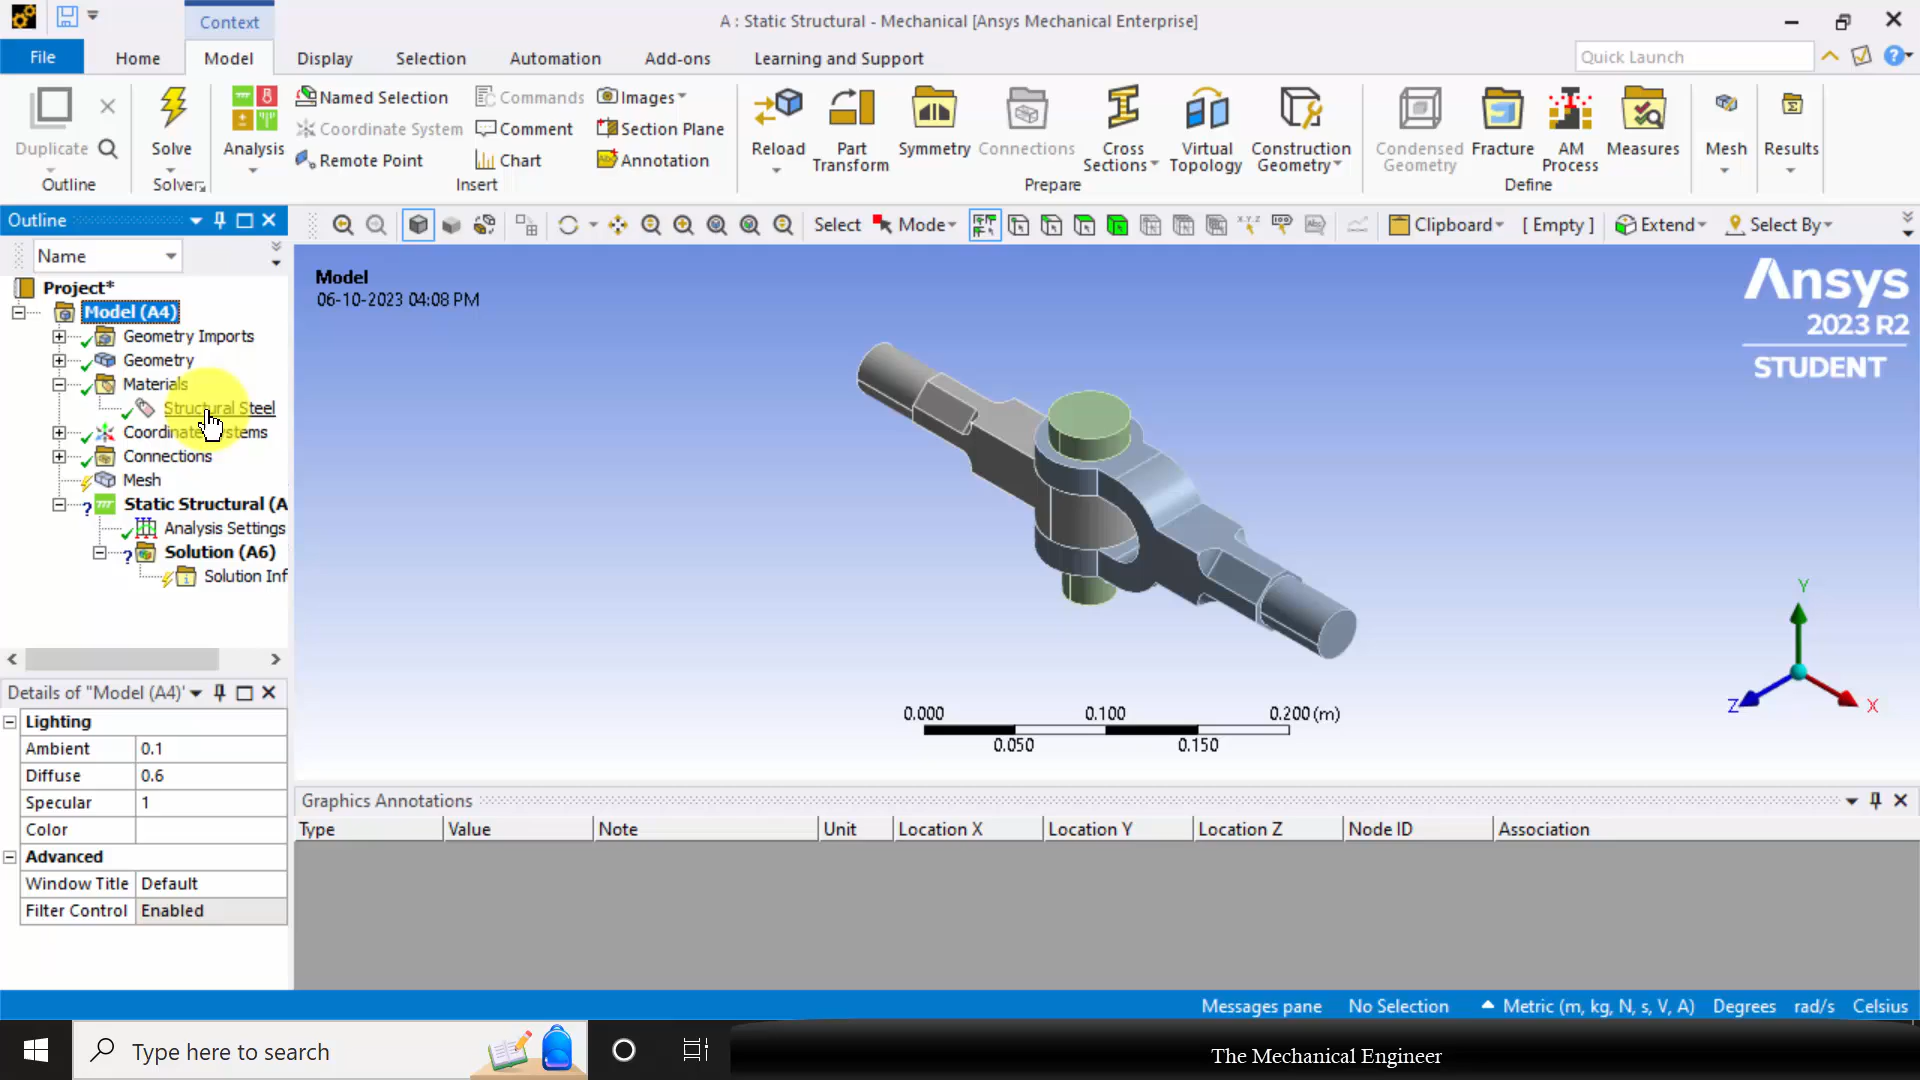 Context
A : Static Structural - Mechanical [Ansys Mechanical Enterprise]
File
Home
Model
Display
Selection
Automation
Add-ons
Learning and Support
Quick Launch
Duplicate
Outline
Solve
Solver
Analysis
Named Selection
Coordinate System
Remote Point
Commands
Comment
Chart
Images
Section Plane
Annotation
Insert
Reload
Part Transform
Symmetry
Connections
Cross Sections
Virtual Topology
Construction Geometry
Prepare
Condensed Geometry
Fracture
AM Process
Measures
Define
Mesh
Results
Outline
Select
Mode
Clipboard
[ Empty ]
Extend
Select By
Name
Project*
Model (A4)
Geometry Imports
Geometry
Materials
Structural Steel
Coordinate Systems
Connections
Mesh
Static Structural (A
Analysis Settings
Solution (A6)
Solution Inf
Model
06-10-2023 04:08 PM
Ansys
2023 R2
STUDENT
Y
Z
X
0.000
0.100
0.200 (m)
0.050
0.150
Details of "Model (A4)'
Lighting
Ambient 0.1
Diffuse 0.6
Specular 1
Color
Advanced
Window Title Default
Filter Control Enabled
Graphics Annotations
Type Value Note Unit Location X Location Y Location Z Node ID Association
Messages pane
No Selection
Metric (m, kg, N, s, V, A)
Degrees
rad/s
Celsius
Type here to search
The Mechanical Engineer